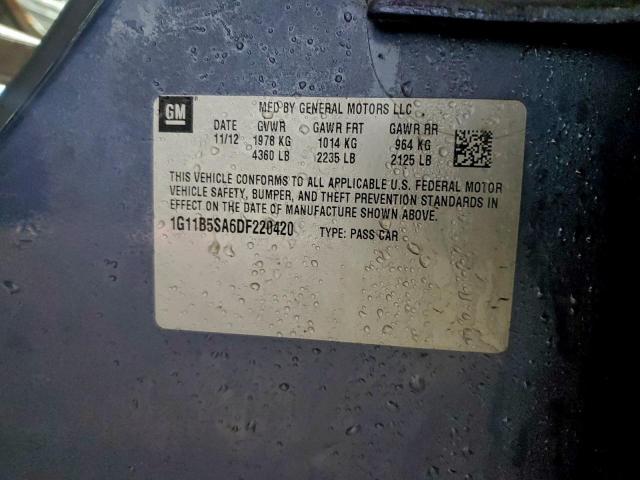 GM
MFD BY GENERAL MOTORS LLC
DATE GVWR GAWR FRT GAWR RR
11/12 1978 KG 1014 KG 964 KG
4360 LB 2235 LB 2125 LB
THIS VEHICLE CONFORMS TO ALL APPLICABLE U.S. FEDERAL MOTOR
VEHICLE SAFETY, BUMPER, AND THEFT PREVENTION STANDARDS IN
EFFECT ON THE DATE OF MANUFACTURE SHOWN ABOVE.
1G11B5SA6DF220420 TYPE: PASS CAR